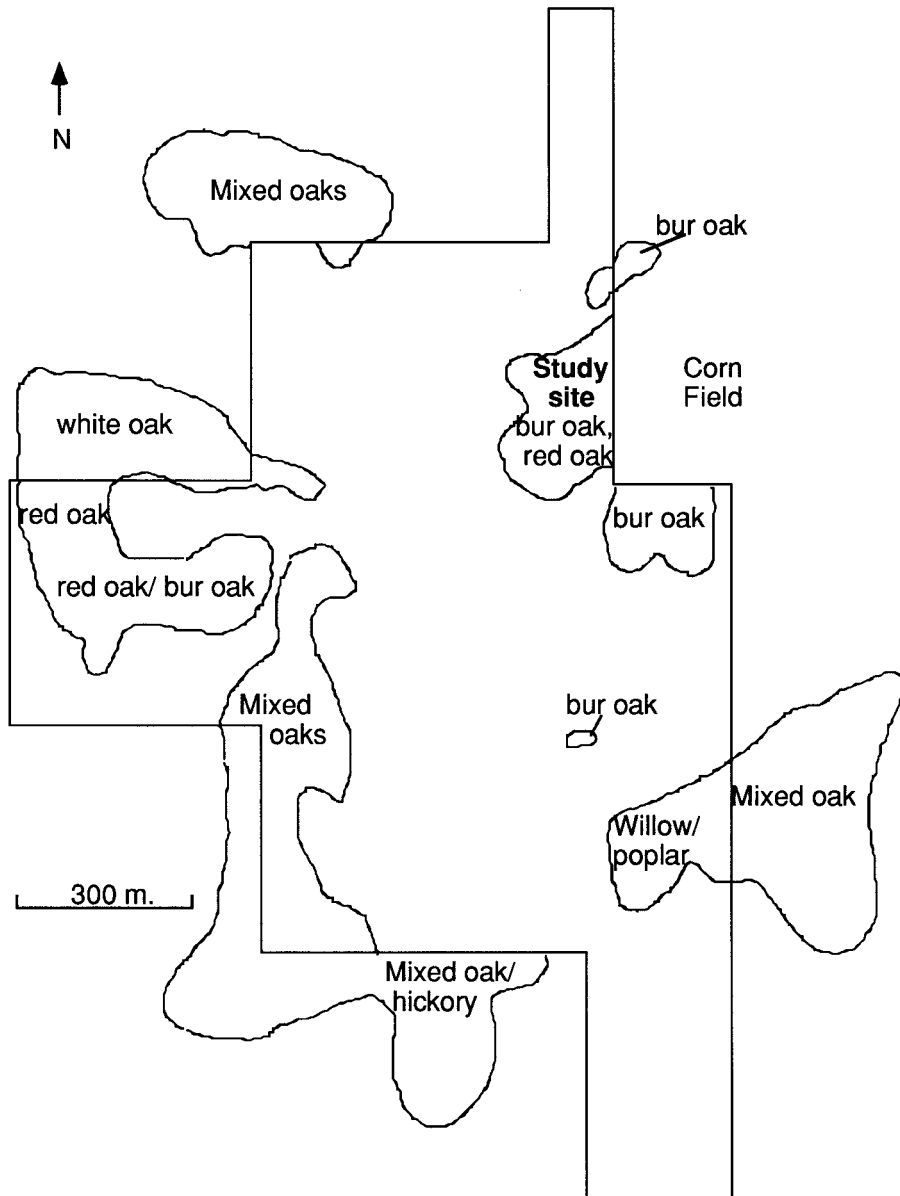 N
Mixed oaks
bur oak
Study
site
bur oak,
red oak
Corn
Field
white oak
red oak
bur oak
red oak/ bur oak
Mixed
oaks
bur oak
Mixed oak
Willow/
poplar
300 m.
Mixed oak/
hickory